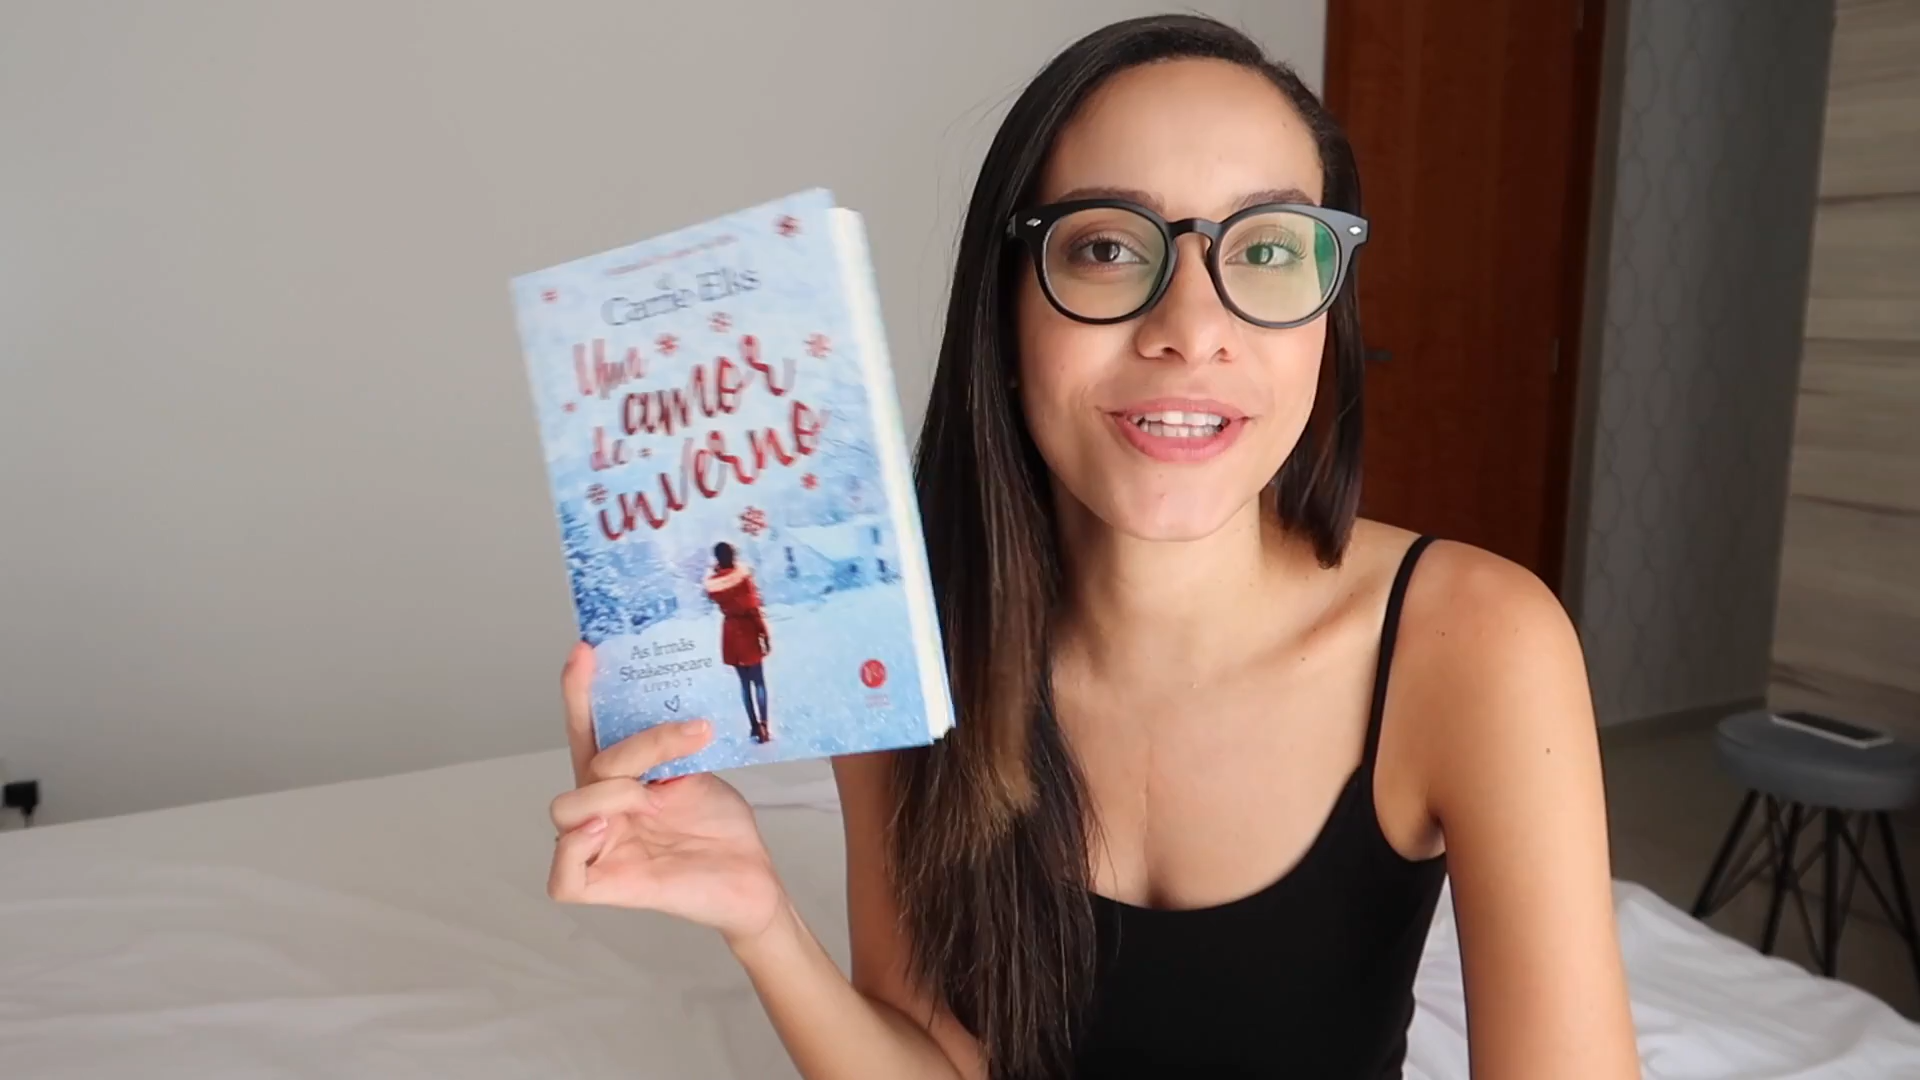 Carrie Elks
Um
amor
de
inverno
As Irmãs
Shakespeare
LIVRO 2